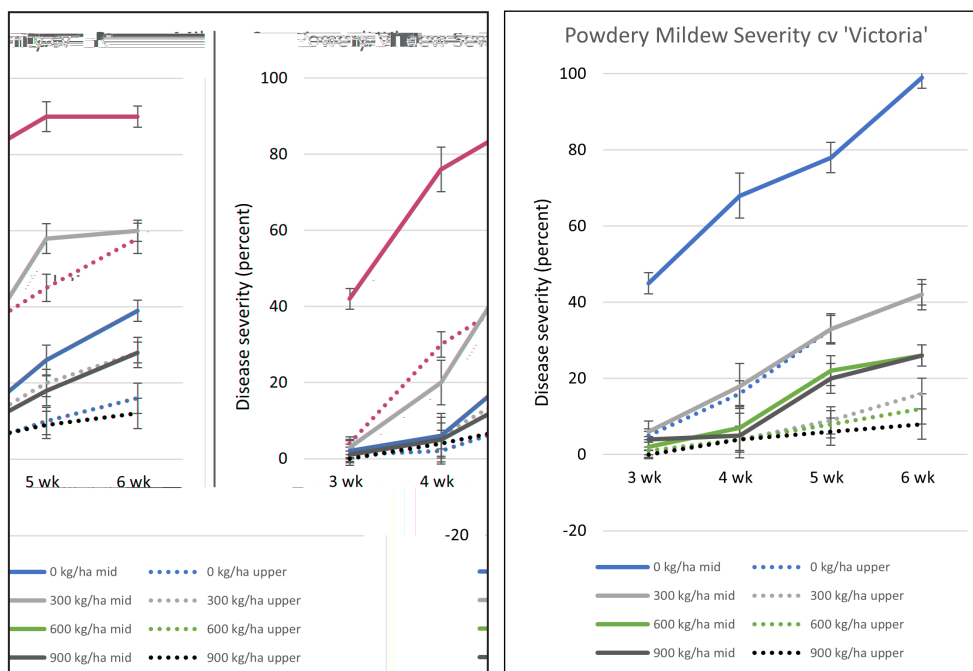 5 wk 6 wk
0 kg/ha mid 0 kg/ha upper
300 kg/ha mid 300 kg/ha upper
600 kg/ha mid 600 kg/ha upper
900 kg/ha mid 900 kg/ha upper
Disease severity (percent)
100
80
60
40
20
0
-20
3 wk 4 wk
Powdery Mildew Severity cv 'Victoria'
Disease severity (percent)
100
80
60
40
20
0
-20
3 wk 4 wk 5 wk 6 wk
0 kg/ha mid 0 kg/ha upper
300 kg/ha mid 300 kg/ha upper
600 kg/ha mid 600 kg/ha upper
900 kg/ha mid 900 kg/ha upper